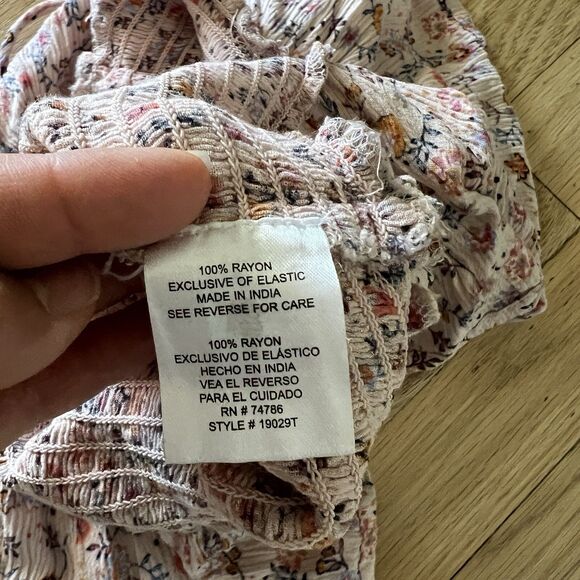 100% RAYON
EXCLUSIVE OF ELASTIC
MADE IN INDIA
SEE REVERSE FOR CARE
100% RAYON
EXCLUSIVO DE ELÁSTICO
HECHO EN INDIA
VEA EL REVERSO
PARA EL CUIDADO
RN # 74786
STYLE # 19029T